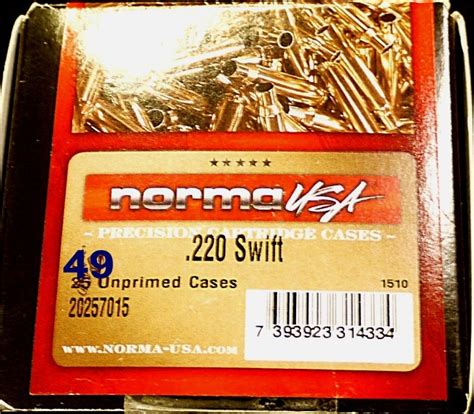 ★★★★★
norma USA
~ PRECISION CARTRIDGE CASES ~
.220 Swift
49
Unprimed Cases
1510
20257015
7 393923 314334
WWW.NORMA-USA.COM